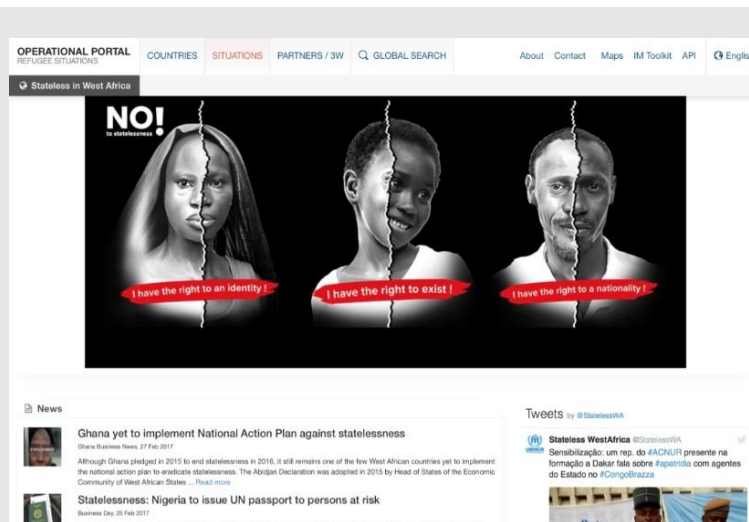 OPERATIONAL PORTAL
REFUGEE SITUATIONS
COUNTRIES SITUATIONS PARTNERS / 3W GLOBAL SEARCH About Contact Maps IM Toolkit API Englis
Stateless in West Africa
NO!
to statelessness
I have the right to an identity !
I have the right to exist !
I have the right to a nationality !
News
Ghana yet to implement National Action Plan against statelessness
Ghana Business News, 27 Feb 2017
Although Ghana pledged in 2015 to end statelessness in 2016, it still remains one of the few West African countries yet to implement
the national action plan to eradicate statelessness. The Abidjan Declaration was adopted in 2015 by Head of States of the Economic
Community of West African States ... Read more
Statelessness: Nigeria to issue UN passport to persons at risk
Business Day, 25 Feb 2017
Tweets by @StatelessWA
Stateless WestAfrica @StatelessWA
Sensibilização: um rep. do #ACNUR presente na
formação a Dakar fala sobre #apatridia com agentes
do Estado no #CongoBrazza